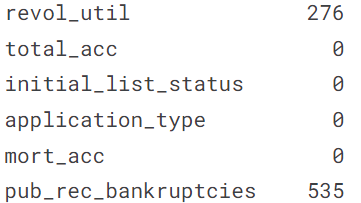 revol_util 276
total_acc 0
initial_list_status 0
application_type 0
mort_acc 0
pub_rec_bankruptcies 535